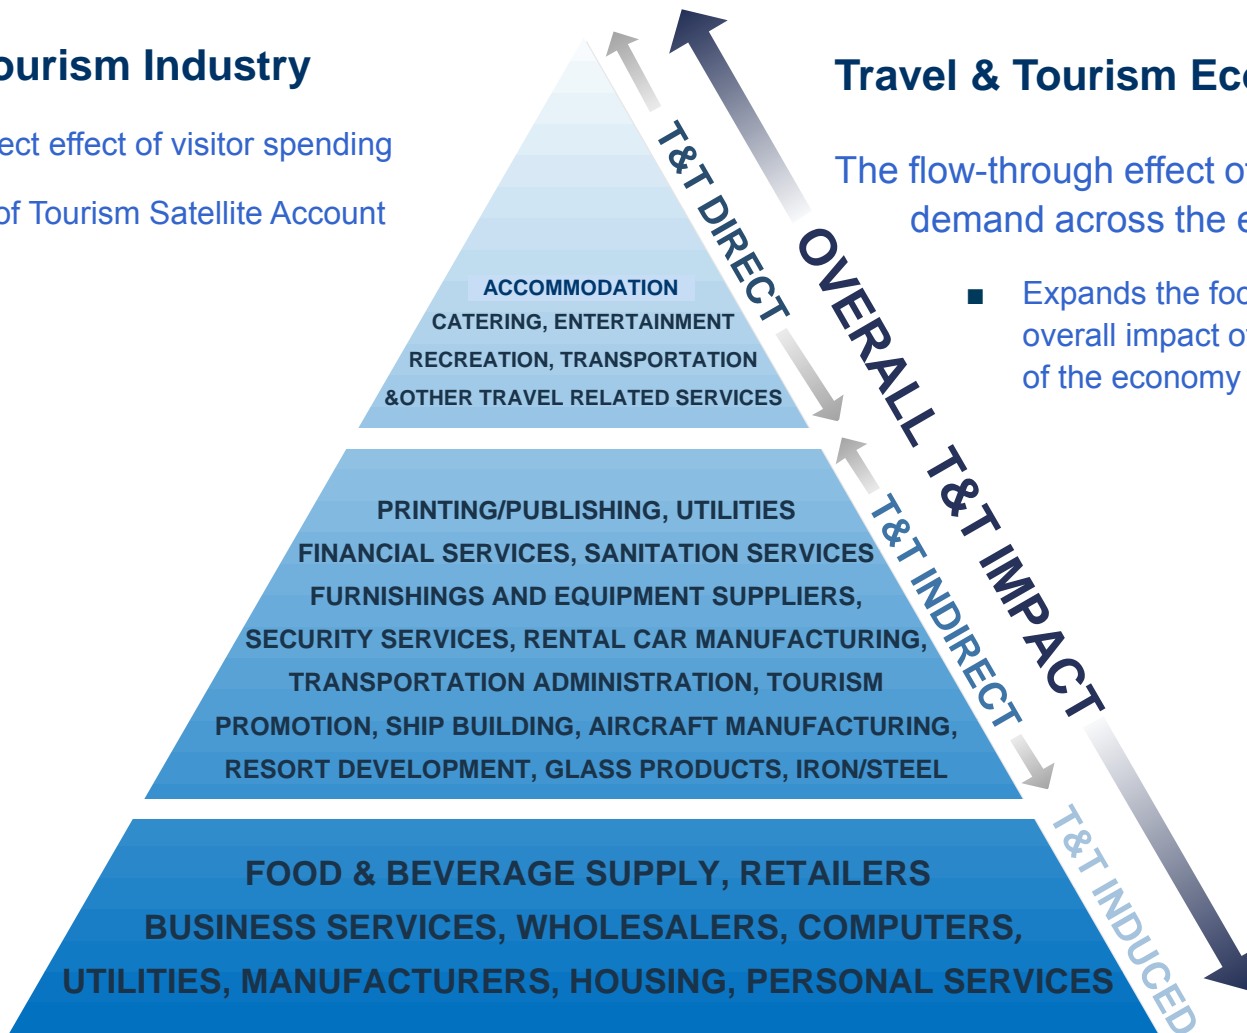 ourism Industry
ect effect of visitor spending
of Tourism Satellite Account
Travel & Tourism Ec
The flow-through effect o
demand across the e
■ Expands the foc
overall impact o
of the economy
T&T DIRECT
OVERALL T&T IMPACT
T&T INDIRECT
T&T INDUCED
ACCOMMODATION
CATERING, ENTERTAINMENT
RECREATION, TRANSPORTATION
&OTHER TRAVEL RELATED SERVICES
PRINTING/PUBLISHING, UTILITIES
FINANCIAL SERVICES, SANITATION SERVICES
FURNISHINGS AND EQUIPMENT SUPPLIERS,
SECURITY SERVICES, RENTAL CAR MANUFACTURING,
TRANSPORTATION ADMINISTRATION, TOURISM
PROMOTION, SHIP BUILDING, AIRCRAFT MANUFACTURING,
RESORT DEVELOPMENT, GLASS PRODUCTS, IRON/STEEL
FOOD & BEVERAGE SUPPLY, RETAILERS
BUSINESS SERVICES, WHOLESALERS, COMPUTERS,
UTILITIES, MANUFACTURERS, HOUSING, PERSONAL SERVICES